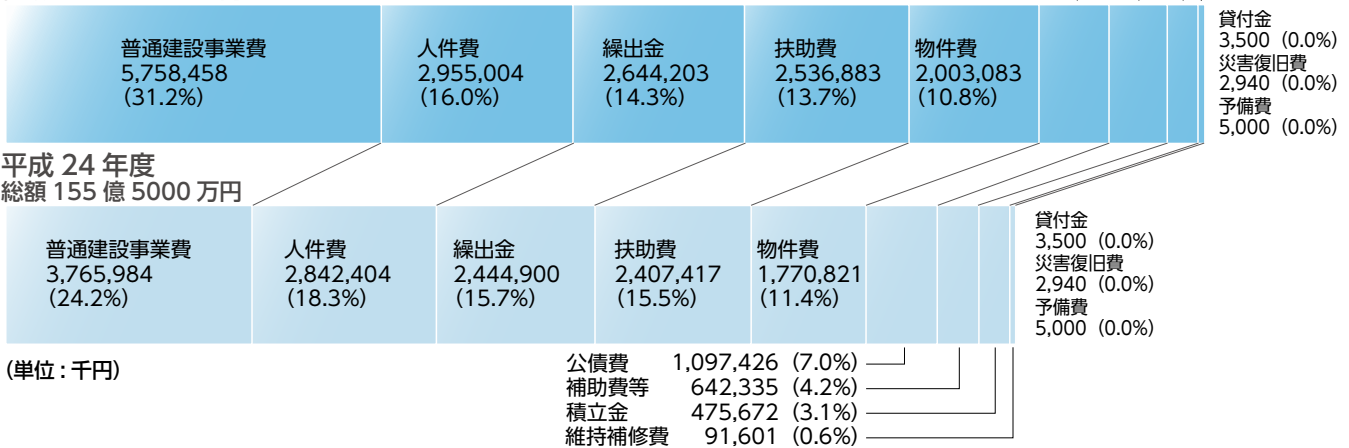 普通建設事業費
5,758,458
(31.2%)
人件費
2,955,004
(16.0%)
繰出金
2,644,203
(14.3%)
扶助費
2,536,883
(13.7%)
物件費
2,003,083
(10.8%)
貸付金
3,500 (0.0%)
災害復旧費
2,940 (0.0%)
予備費
5,000 (0.0%)
平成 24 年度
総額 155 億 5000 万円
普通建設事業費
3,765,984
(24.2%)
人件費
2,842,404
(18.3%)
繰出金
2,444,900
(15.7%)
扶助費
2,407,417
(15.5%)
物件費
1,770,821
(11.4%)
貸付金
3,500 (0.0%)
災害復旧費
2,940 (0.0%)
予備費
5,000 (0.0%)
(単位 : 千円)
公債費 1,097,426 (7.0%)
補助費等 642,335 (4.2%)
積立金 475,672 (3.1%)
維持補修費 91,601 (0.6%)